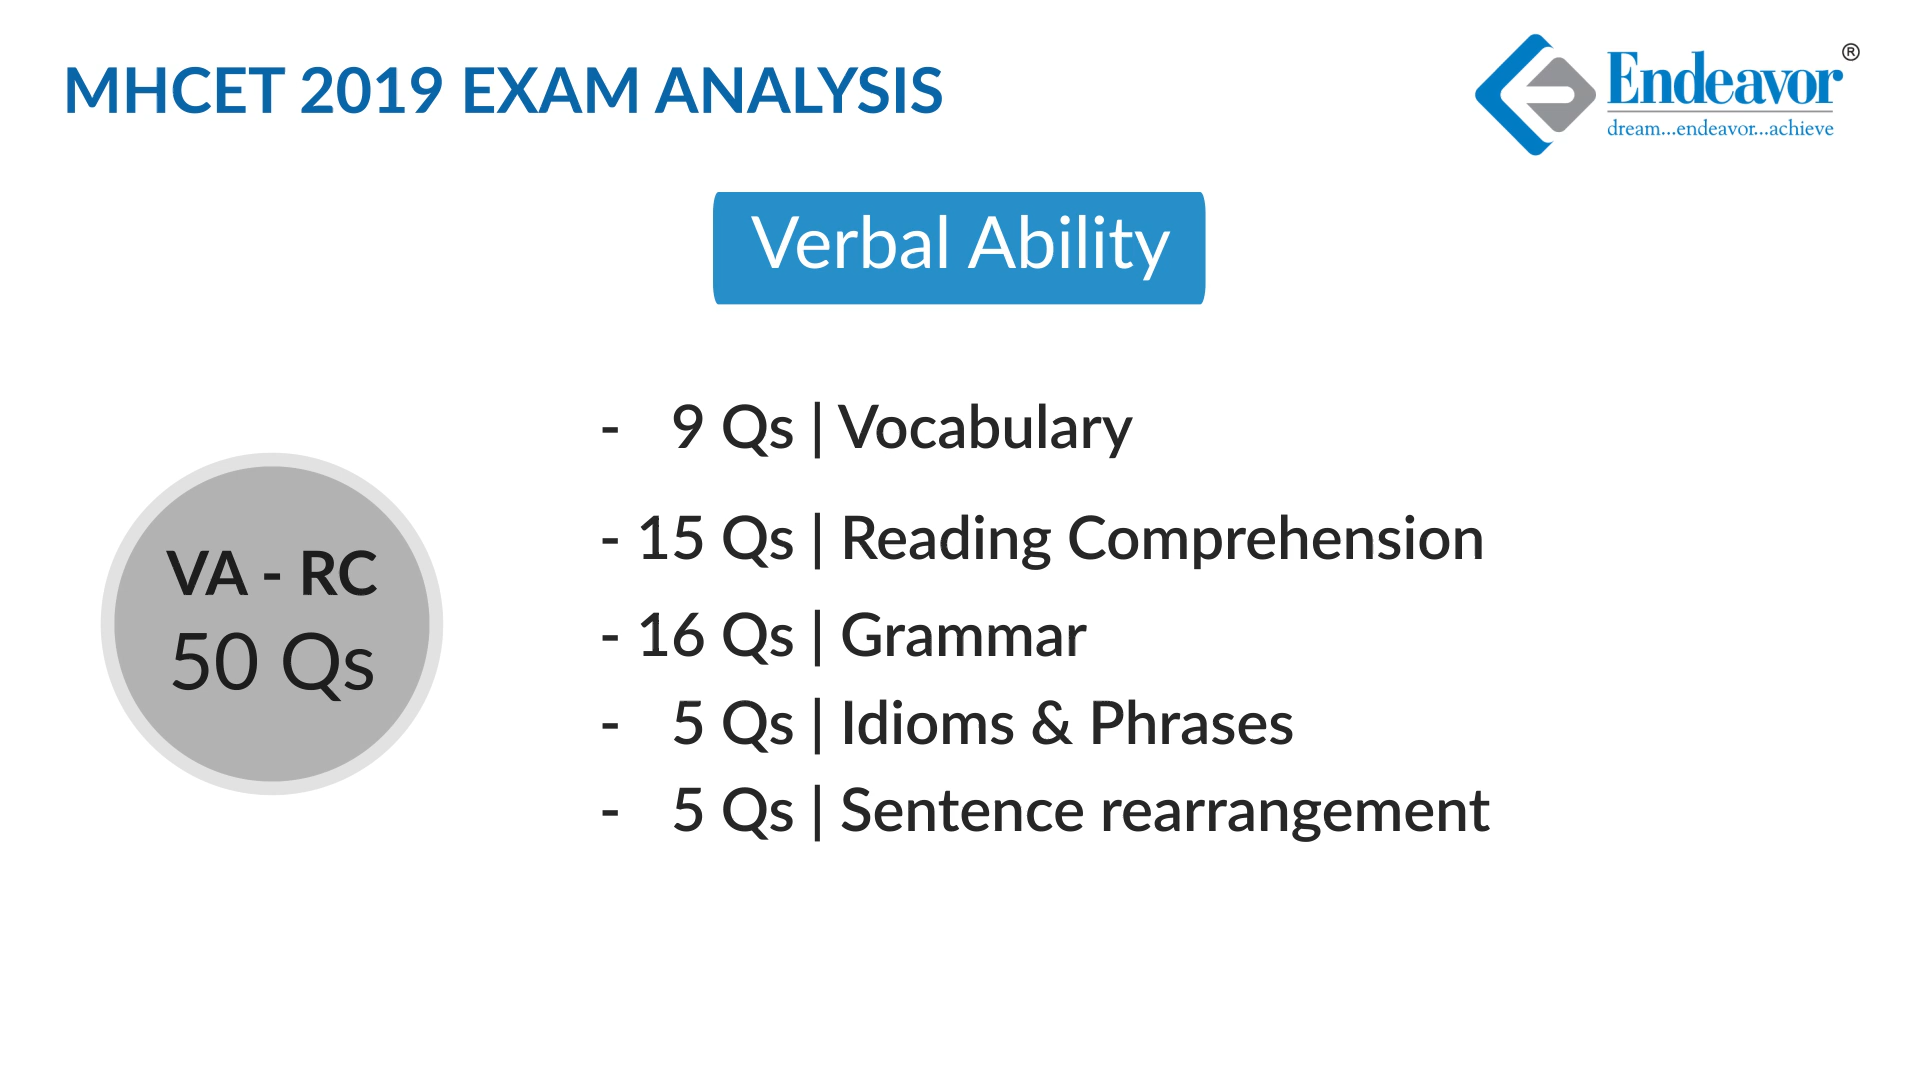 MHCET 2019 EXAM ANALYSIS
Endeavor®
dream...endeavor...achieve
Verbal Ability
- 9 Qs | Vocabulary
- 15 Qs | Reading Comprehension
- 16 Qs | Grammar
- 5 Qs | Idioms & Phrases
- 5 Qs | Sentence rearrangement
VA - RC
50 Qs